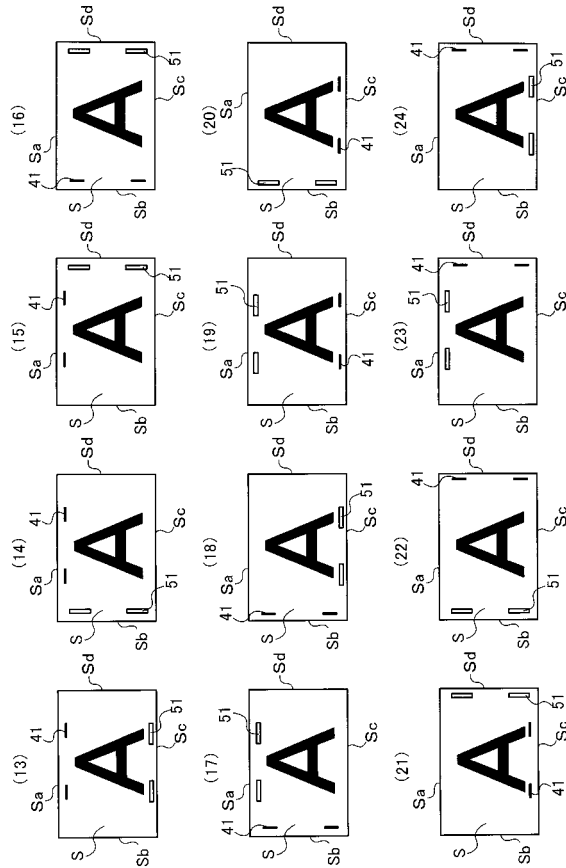 (13)
Sa 41 Sd
A
S
Sb Sc 51
(14)
Sa 41 Sd
A
S
Sb 51 Sc
(15)
Sa 41 Sd
A
S
Sb Sc 51
(16)
41 Sa Sd
A
S
Sb Sc 51
(17)
41 Sa 51 Sd
A
S
Sb Sc
(18)
41 Sa Sd
A
S
Sb Sc 51
(19)
Sa 51 Sd
A
S
Sb 41 Sc
(20)
51 Sa Sd
A
S
Sb 41 Sc
(21)
Sa Sd 51
A
S
Sb 41 Sc
(22)
Sa 41 Sd
A
S
Sb 51 Sc
(23)
Sa 51 41 Sd
A
S
Sb Sc
(24)
Sa 41 Sd
A
S
Sb Sc 51